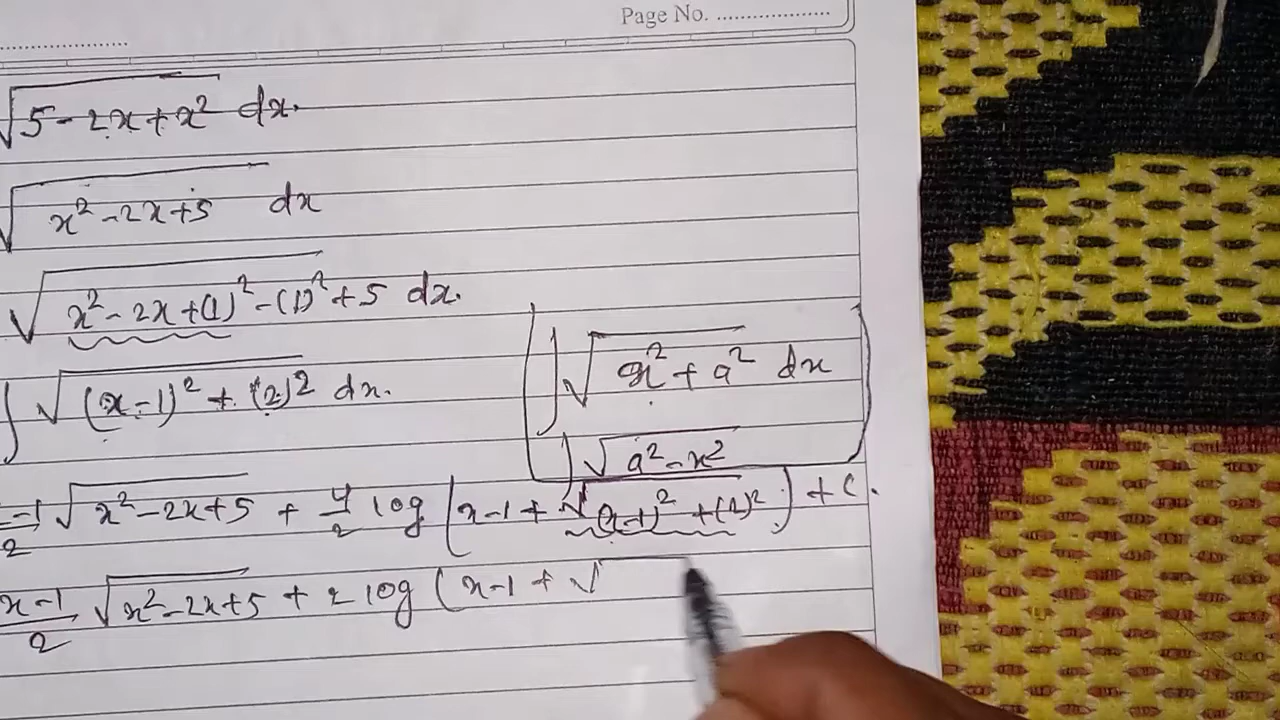 Page No. ....................
√5-2x+x² dx.
√x²-2x+5 dx
√x²-2x+(1)²-(1)²+5 dx.
∫√(x-1)²+(2)² dx.
∫√x²+a² dx
∫√a²-x²
-1/2 √x²-2x+5 + 4/2 log(x-1+√(x-1)²+(2)²)+c.
x-1/2 √x²-2x+5 + 2 log(x-1+√